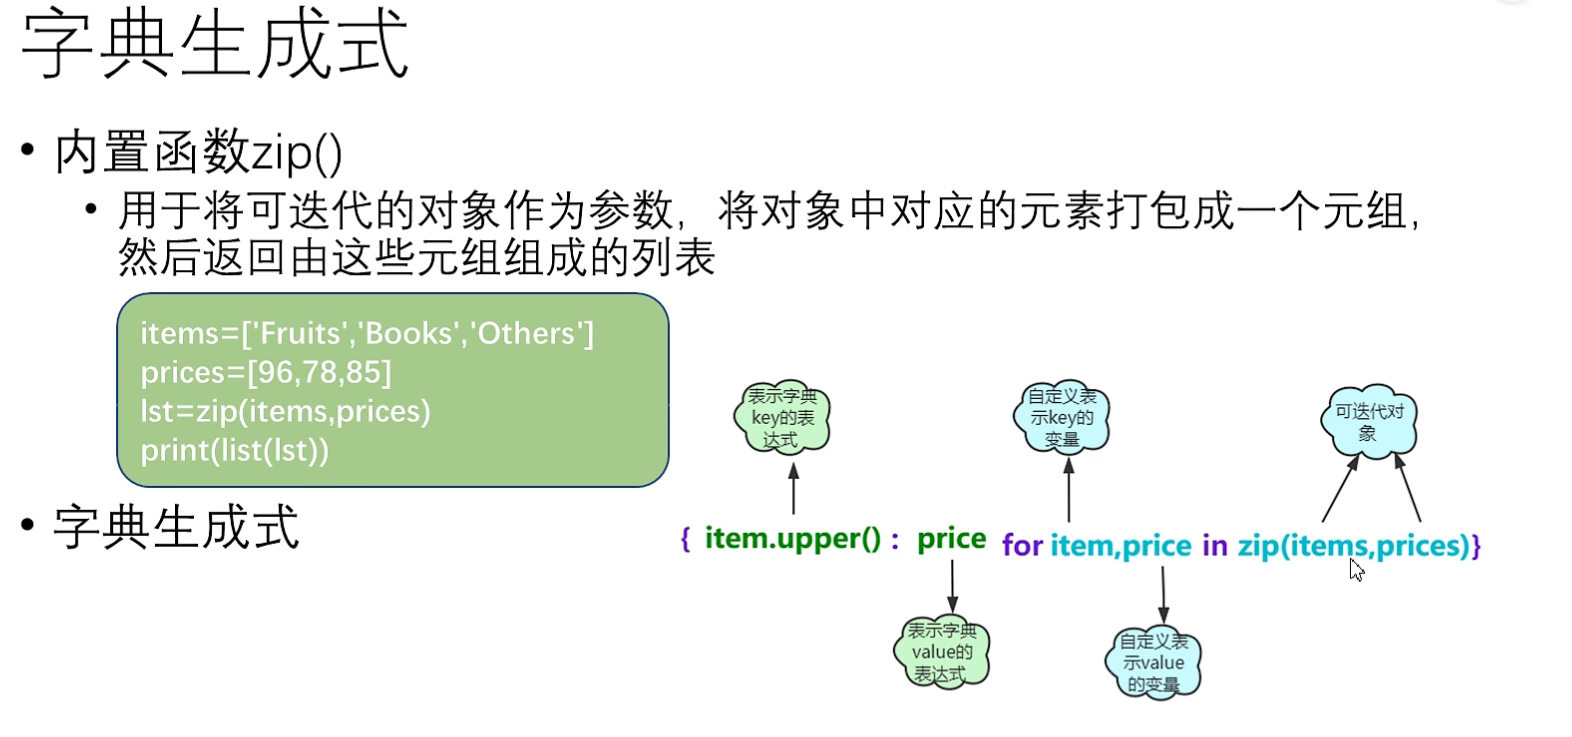 字典生成式
• 内置函数zip()
• 用于将可迭代的对象作为参数，将对象中对应的元素打包成一个元组，
然后返回由这些元组组成的列表
items=['Fruits','Books','Others']
prices=[96,78,85]
lst=zip(items,prices)
print(list(lst))
• 字典生成式
表示字典
key的表
达式
自定义表
示key的
变量
可迭代对
象
{ item.upper() : price for item,price in zip(items,prices)}
表示字典
value的
表达式
自定义表
示value
的变量